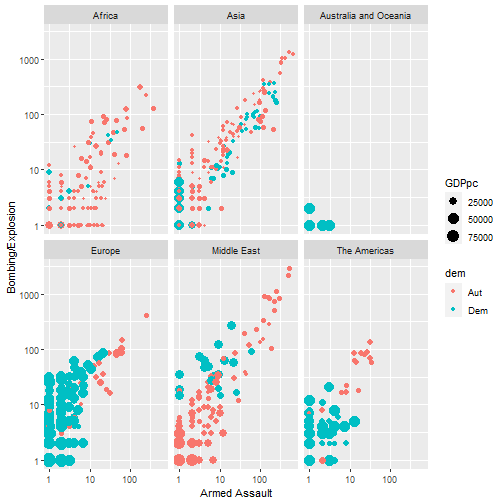 Africa
Asia
Australia and Oceania
1000
100
10
1
Europe
Middle East
The Americas
1000
100
10
1
1
10
100
1
10
100
1
10
100
Armed Assault
Bombing/Explosion
GDPpc
25000
50000
75000
dem
Aut
Dem